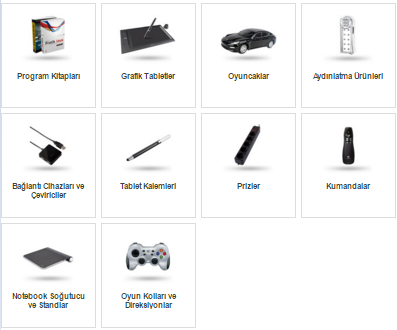 Program Kitapları
Grafik Tabletler
Oyuncaklar
Aydınlatma Ürünleri
Bağlantı Cihazları ve
Çeviriciler
Tablet Kalemleri
Prizler
Kumandalar
Notebook Soğutucu
ve Standlar
Oyun Kolları ve
Direksiyonlar